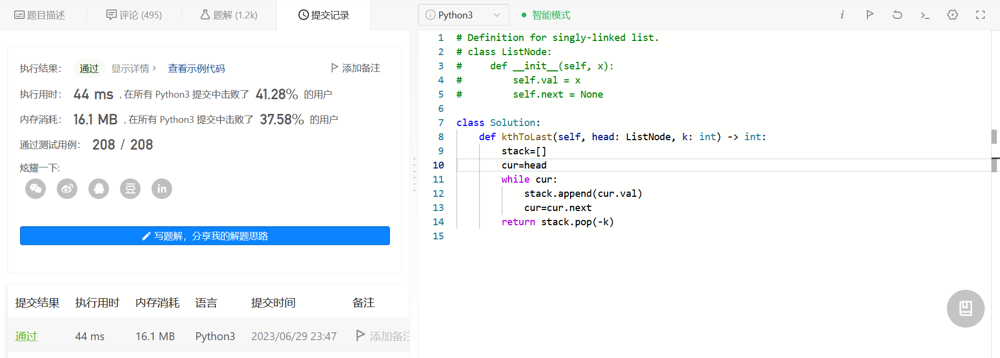 题目描述
评论 (495)
题解 (1.2k)
提交记录
执行结果：
通过
显示详情 >
查看示例代码
添加备注
执行用时： 44 ms , 在所有 Python3 提交中击败了 41.28% 的用户
内存消耗： 16.1 MB , 在所有 Python3 提交中击败了 37.58% 的用户
通过测试用例： 208 / 208
炫耀一下:
豆
in
写题解，分享我的解题思路
提交结果 执行用时 内存消耗 语言 提交时间 备注
通过 44 ms 16.1 MB Python3 2023/06/29 23:47 添加备注
Python3
智能模式
1 # Definition for singly-linked list.
2 # class ListNode:
3 #     def __init__(self, x):
4 #         self.val = x
5 #         self.next = None
6
7 class Solution:
8     def kthToLast(self, head: ListNode, k: int) -> int:
9         stack=[]
10         cur=head
11         while cur:
12             stack.append(cur.val)
13             cur=cur.next
14         return stack.pop(-k)
15